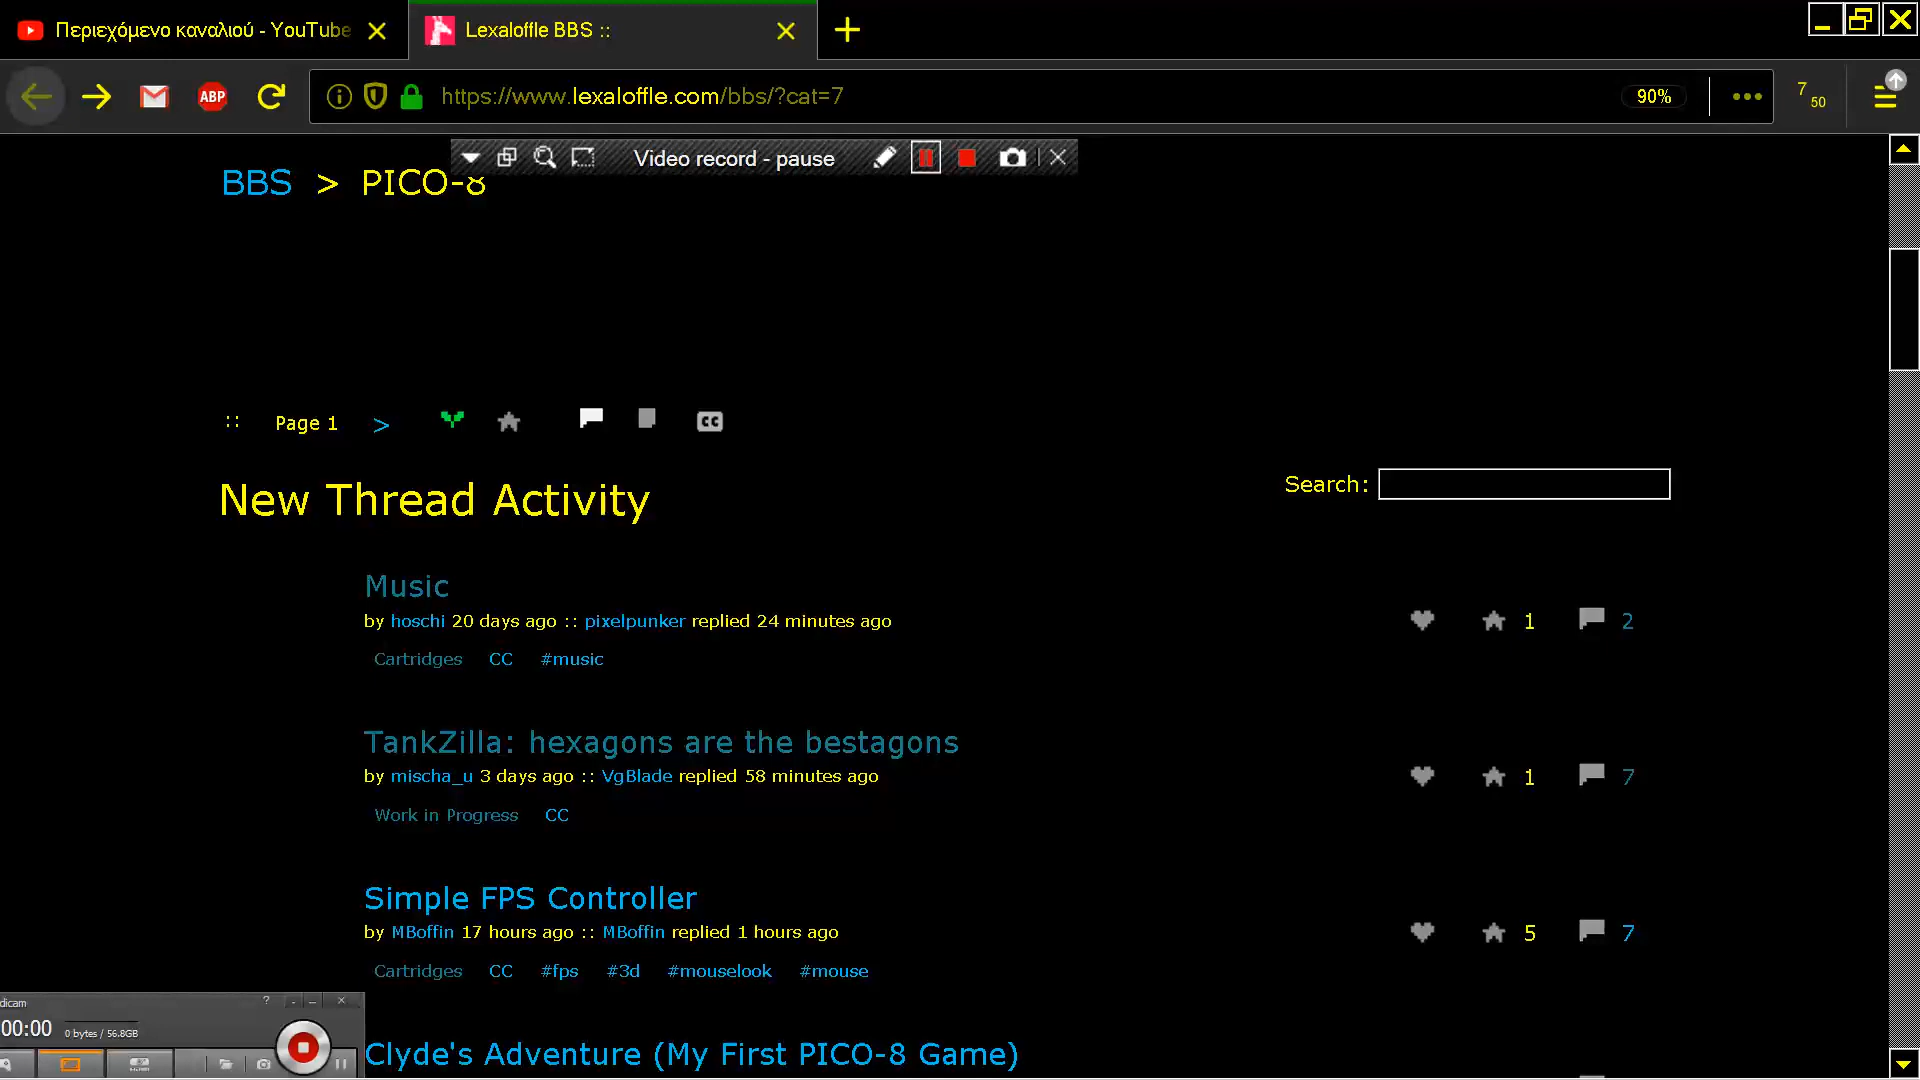 Περιεχόμενο καναλιού - YouTube
Lexaloffle BBS ::
ABP
https://www.lexaloffle.com/bbs/?cat=7
90%
7
50
Video record - pause
BBS > PICO-8
:: Page 1 >
CC
New Thread Activity
Search:
Music
by hoschi 20 days ago :: pixelpunker replied 24 minutes ago
1 2
Cartridges CC #music
TankZilla: hexagons are the bestagons
by mischa_u 3 days ago :: VgBlade replied 58 minutes ago
1 7
Work in Progress CC
Simple FPS Controller
by MBoffin 17 hours ago :: MBoffin replied 1 hours ago
5 7
Cartridges CC #fps #3d #mouselook #mouse
dicam
?
00:00 0 bytes / 56.8GB
Clyde's Adventure (My First PICO-8 Game)